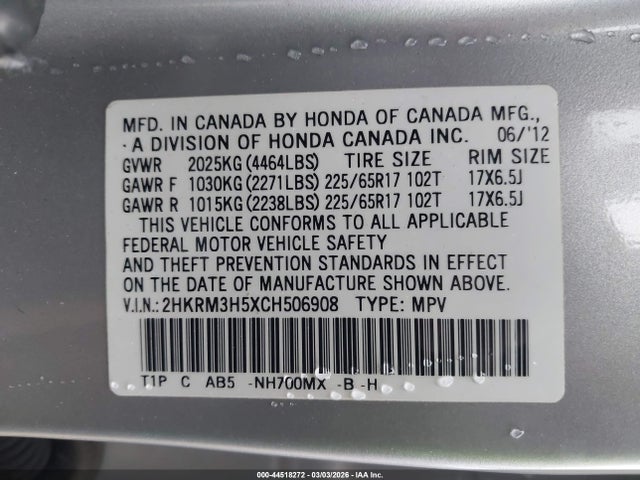 MFD. IN CANADA BY HONDA OF CANADA MFG.,
A DIVISION OF HONDA CANADA INC. 06/'12
GVWR 2025KG (4464LBS) TIRE SIZE RIM SIZE
GAWR F 1030KG (2271LBS) 225/65R17 102T 17X6.5J
GAWR R 1015KG (2238LBS) 225/65R17 102T 17X6.5J
THIS VEHICLE CONFORMS TO ALL APPLICABLE
FEDERAL MOTOR VEHICLE SAFETY
AND THEFT PREVENTION STANDARDS IN EFFECT
ON THE DATE OF MANUFACTURE SHOWN ABOVE.
V.I.N.: 2HKRM3H5XCH506908 TYPE: MPV
T1P C AB5 -NH700MX -B -H
000-44518272 - 03/03/2026 - IAA Inc.